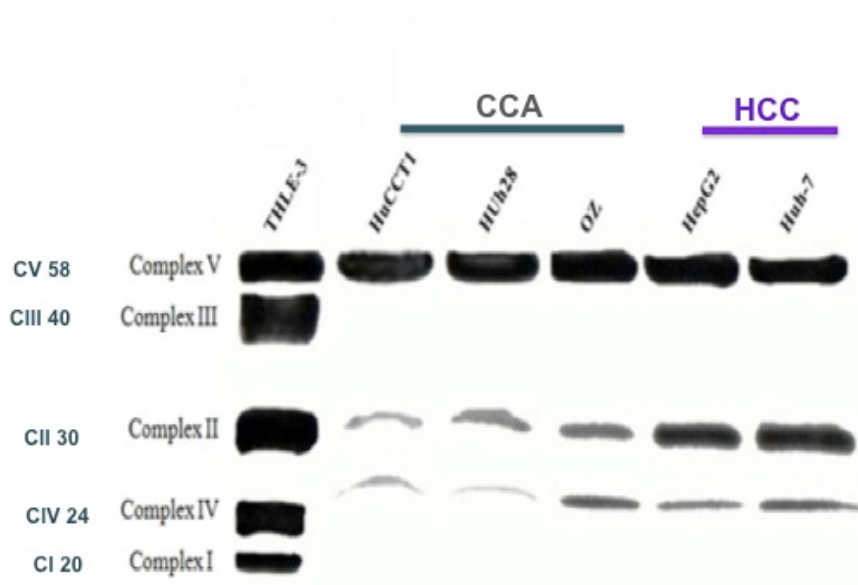 CCA
HCC
THLE-3
HuCCT1
HUh28
OZ
HepG2
Huh-7
CV 58 Complex V
CIII 40 Complex III
CII 30 Complex II
CIV 24 Complex IV
CI 20 Complex I